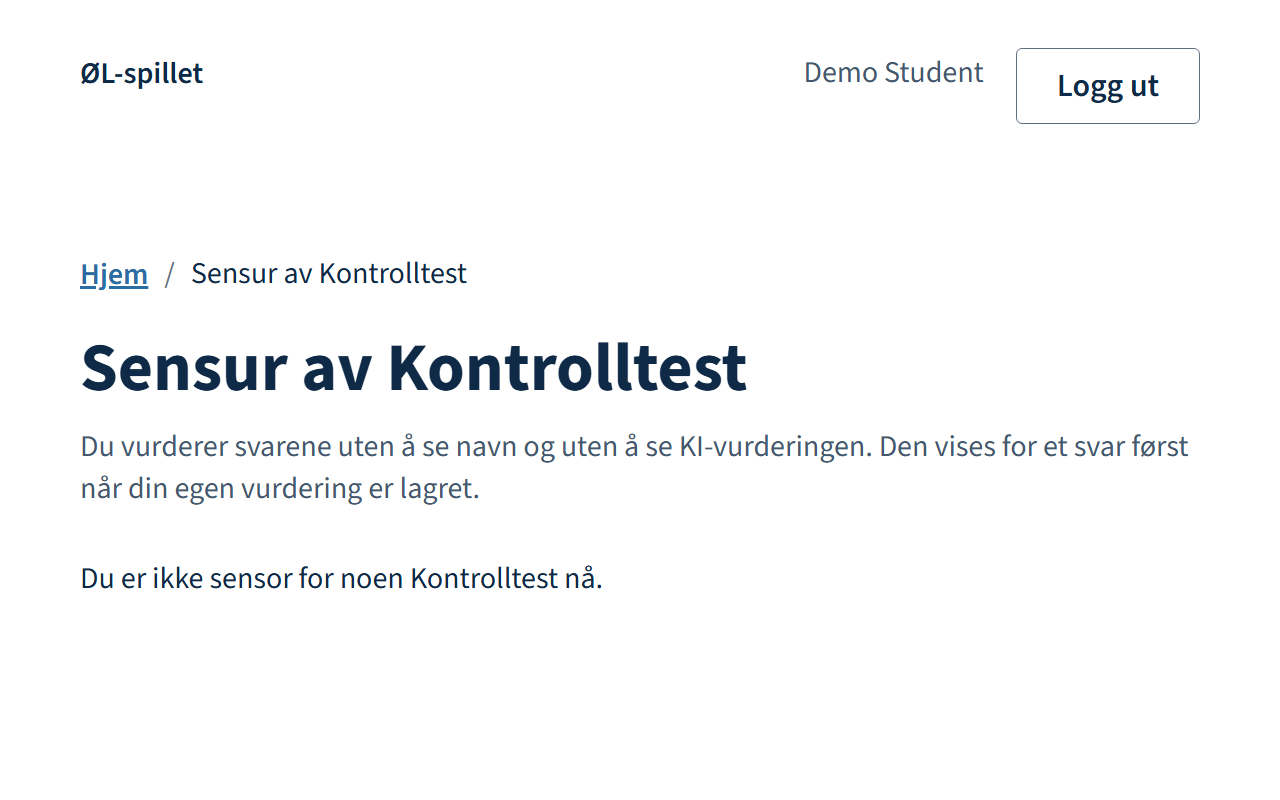 ØL-spillet
Demo Student
Logg ut
Hjem / Sensur av Kontrolltest
Sensur av Kontrolltest
Du vurderer svarene uten å se navn og uten å se KI-vurderingen. Den vises for et svar først
når din egen vurdering er lagret.
Du er ikke sensor for noen Kontrolltest nå.